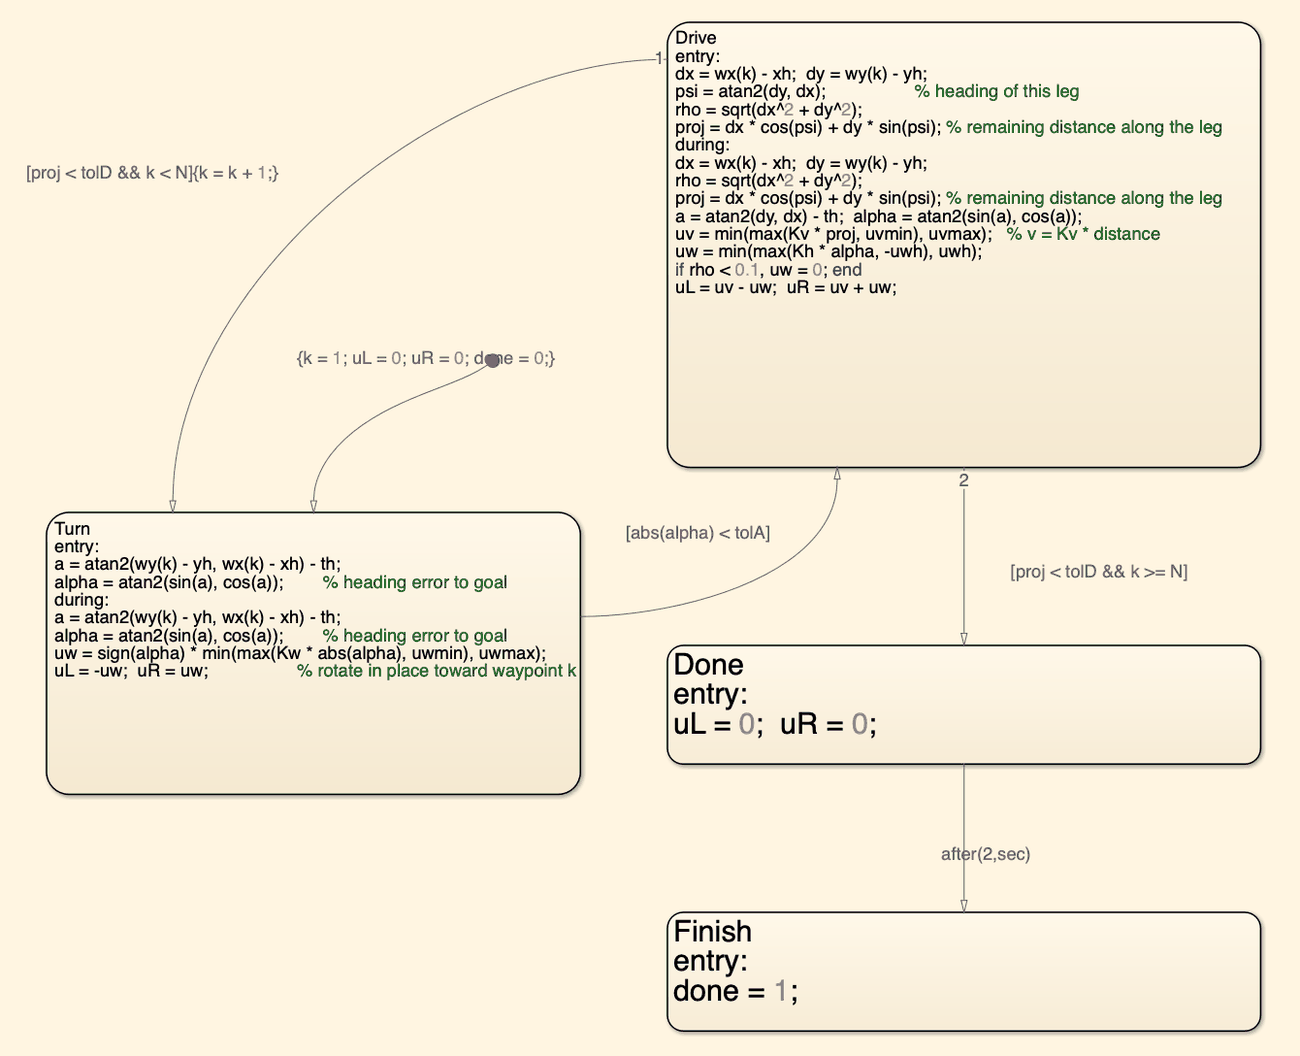 Drive
entry:
dx = wx(k) - xh;  dy = wy(k) - yh;
psi = atan2(dy, dx);  % heading of this leg
rho = sqrt(dx^2 + dy^2);
proj = dx * cos(psi) + dy * sin(psi); % remaining distance along the leg
during:
dx = wx(k) - xh;  dy = wy(k) - yh;
rho = sqrt(dx^2 + dy^2);
proj = dx * cos(psi) + dy * sin(psi); % remaining distance along the leg
a = atan2(dy, dx) - th;  alpha = atan2(sin(a), cos(a));
uv = min(max(Kv * proj, uvmin), uvmax);  % v = Kv * distance
uw = min(max(Kh * alpha, -uwh), uwh);
if rho < 0.1, uw = 0; end
uL = uv - uw;  uR = uv + uw;
1
[proj < tolD && k < N]{k = k + 1;}
{k = 1; uL = 0; uR = 0; done = 0;}
2
[abs(alpha) < tolA]
[proj < tolD && k >= N]
Turn
entry:
a = atan2(wy(k) - yh, wx(k) - xh) - th;
alpha = atan2(sin(a), cos(a));  % heading error to goal
during:
a = atan2(wy(k) - yh, wx(k) - xh) - th;
alpha = atan2(sin(a), cos(a));  % heading error to goal
uw = sign(alpha) * min(max(Kw * abs(alpha), uwmin), uwmax);
uL = -uw;  uR = uw;  % rotate in place toward waypoint k
Done
entry:
uL = 0;  uR = 0;
after(2,sec)
Finish
entry:
done = 1;